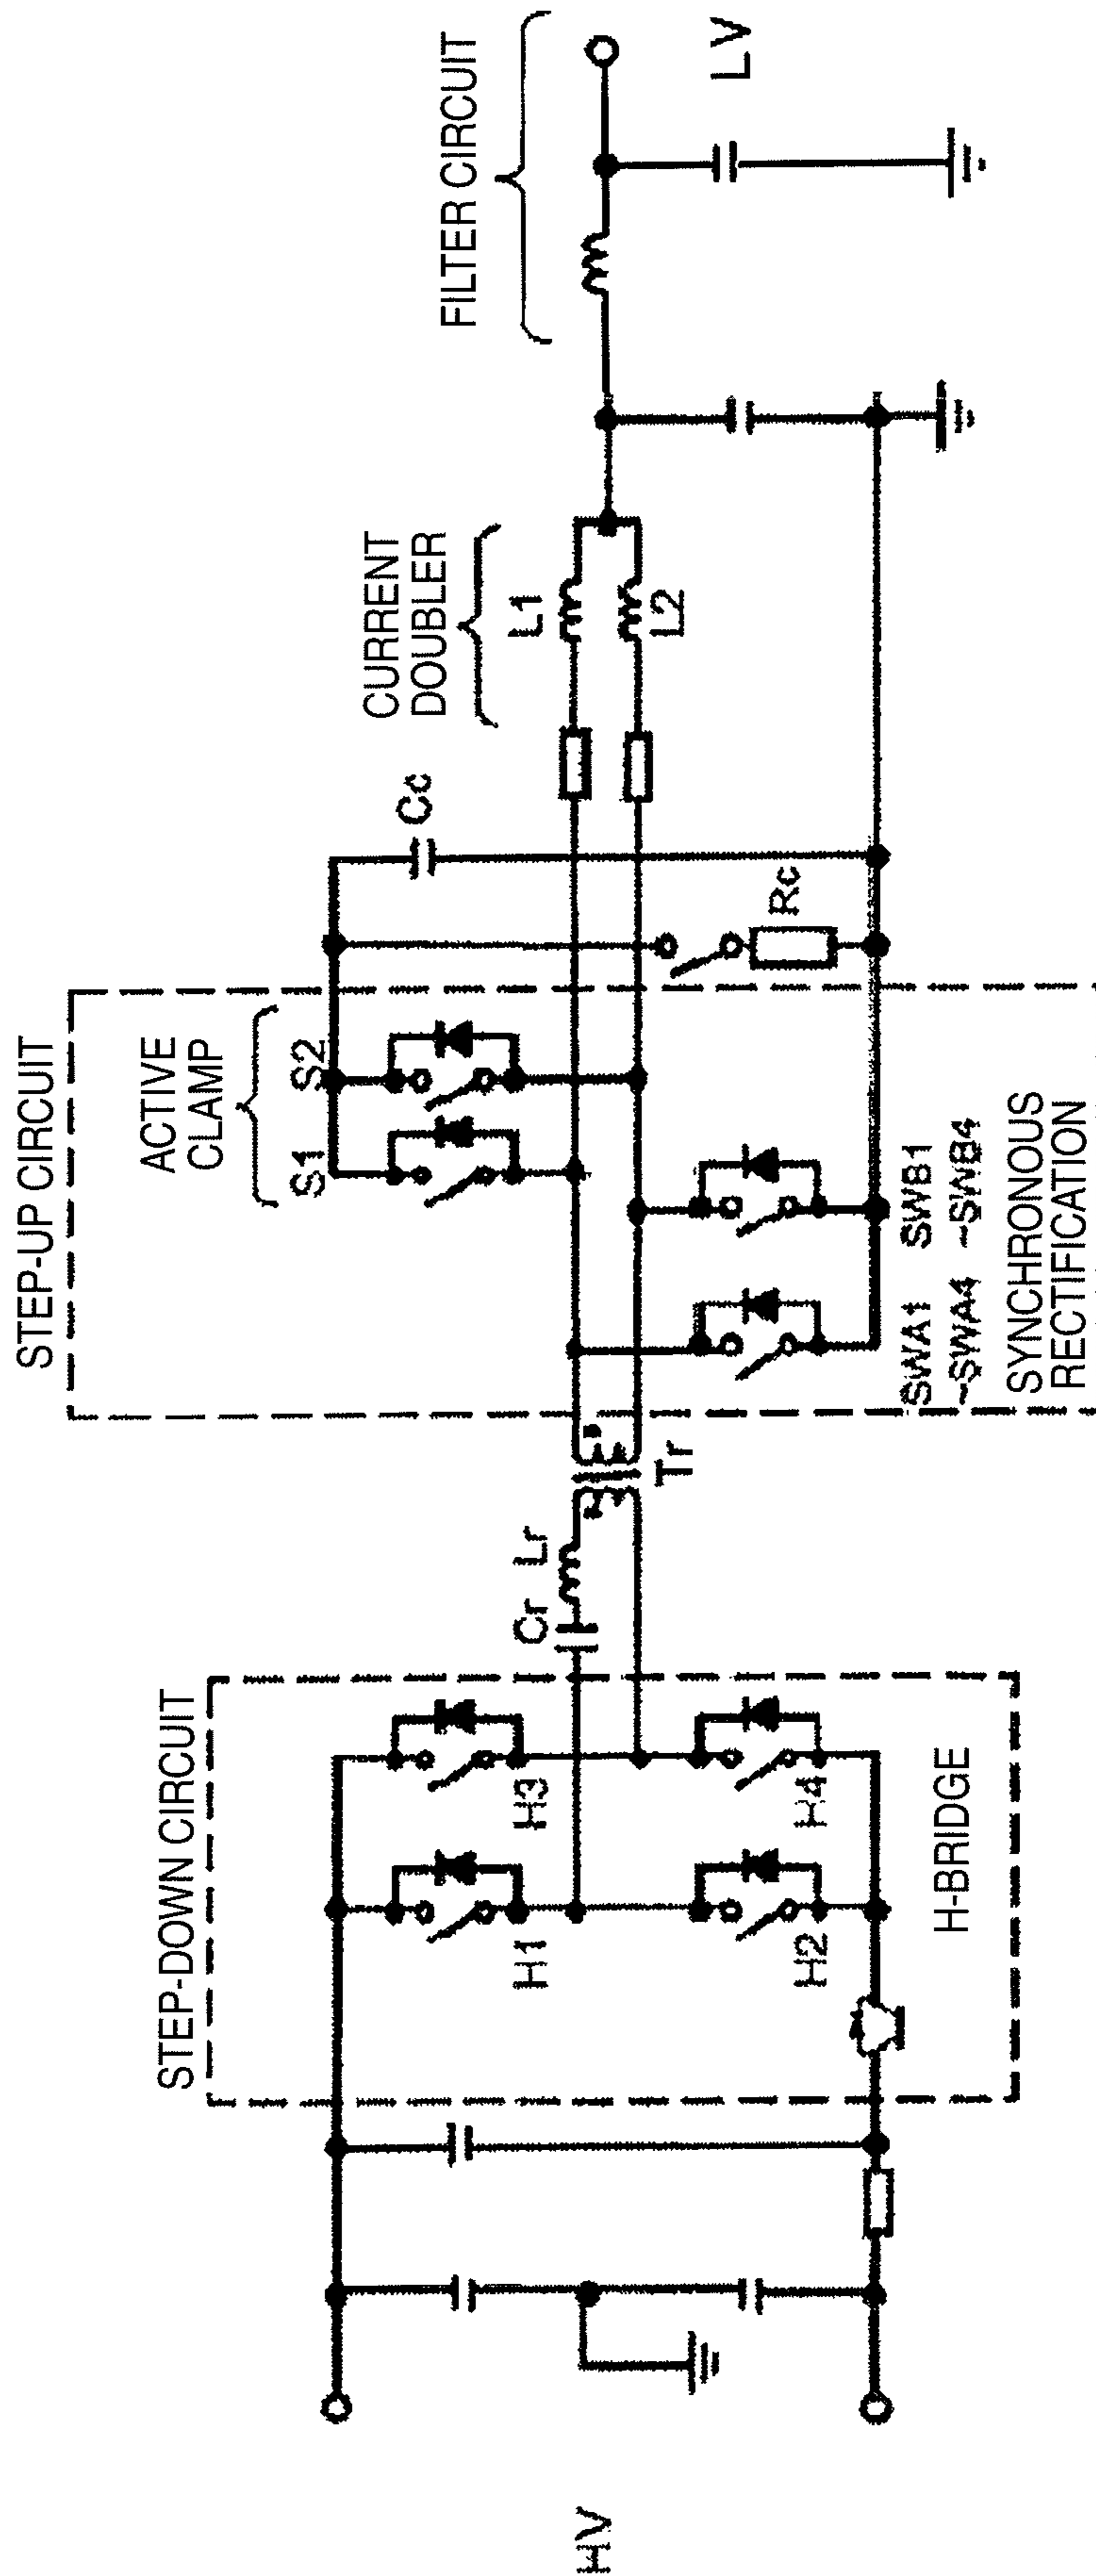 STEP-UP CIRCUIT
STEP-DOWN CIRCUIT
ACTIVE
CLAMP
S1
S2
CURRENT
DOUBLER
FILTER CIRCUIT
Cc
L1
L2
LV
HV
H1
H3
H2
H4
H-BRIDGE
Cr
Lr
Tr
Rc
SWA1
~SWA4
SWB1
~SWB4
SYNCHRONOUS
RECTIFICATION